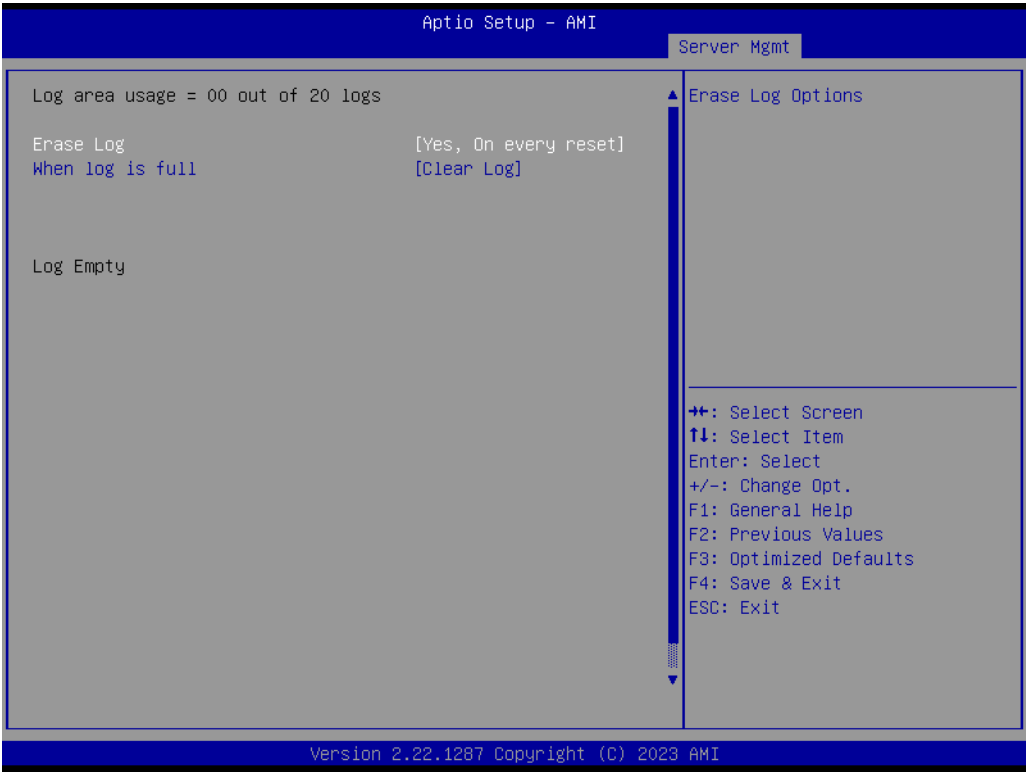 Aptio Setup – AMI
Server Mgmt
Log area usage = 00 out of 20 logs
Erase Log [Yes, On every reset]
When log is full [Clear Log]
Log Empty
Erase Log Options
→←: Select Screen
↑↓: Select Item
Enter: Select
+/-: Change Opt.
F1: General Help
F2: Previous Values
F3: Optimized Defaults
F4: Save & Exit
ESC: Exit
Version 2.22.1287 Copyright (C) 2023 AMI